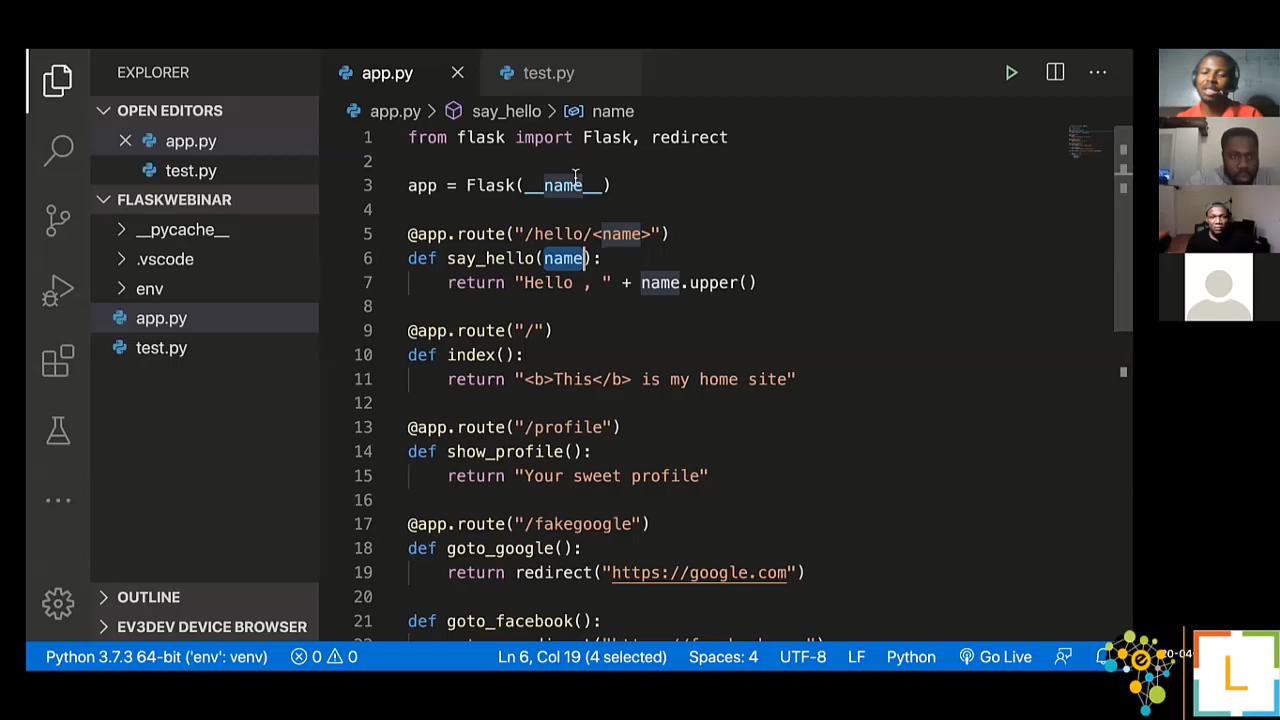 EXPLORER
app.py
test.py
OPEN EDITORS
app.py
test.py
FLASKWEBINAR
__pycache__
.vscode
env
app.py
test.py
OUTLINE
EV3DEV DEVICE BROWSER
app.py > say_hello > name
1 from flask import Flask, redirect
2
3 app = Flask(__name__)
4
5 @app.route("/hello/<name>")
6 def say_hello(name):
7 return "Hello , " + name.upper()
8
9 @app.route("/")
10 def index():
11 return "<b>This</b> is my home site"
12
13 @app.route("/profile")
14 def show_profile():
15 return "Your sweet profile"
16
17 @app.route("/fakegoogle")
18 def goto_google():
19 return redirect("https://google.com")
20
21 def goto_facebook():
Python 3.7.3 64-bit ('env': venv) 0 0 Ln 6, Col 19 (4 selected) Spaces: 4 UTF-8 LF Python Go Live
L